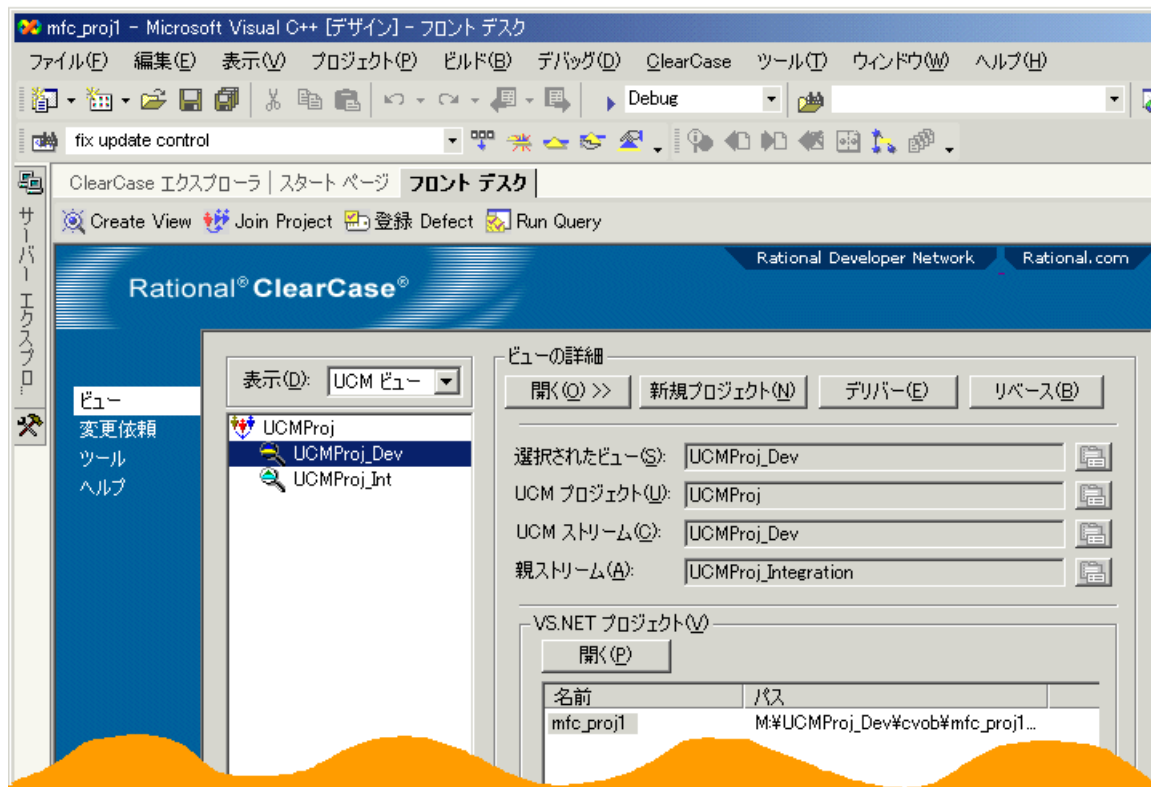 mfc_proj1 - Microsoft Visual C++ [デザイン] - フロント デスク
ファイル(F) 編集(E) 表示(V) プロジェクト(P) ビルド(B) デバッグ(D) ClearCase ツール(T) ウィンドウ(W) ヘルプ(H)
Debug
fix update control
サーバー エクスプロ...
ClearCase エクスプローラ スタート ページ フロント デスク
Create View Join Project 登録 Defect Run Query
Rational Developer Network Rational.com
Rational® ClearCase®
ビュー
変更依頼
ツール
ヘルプ
表示(D): UCM ビュー
UCMProj
UCMProj_Dev
UCMProj_Int
ビューの詳細
開く(O) >> 新規プロジェクト(N) デリバー(E) リベース(B)
選択されたビュー(S): UCMProj_Dev
UCM プロジェクト(U): UCMProj
UCM ストリーム(C): UCMProj_Dev
親ストリーム(A): UCMProj_Integration
VS.NET プロジェクト(V)
開く(P)
名前 パス
mfc_proj1 M:¥UCMProj_Dev¥cvob¥mfc_proj1...